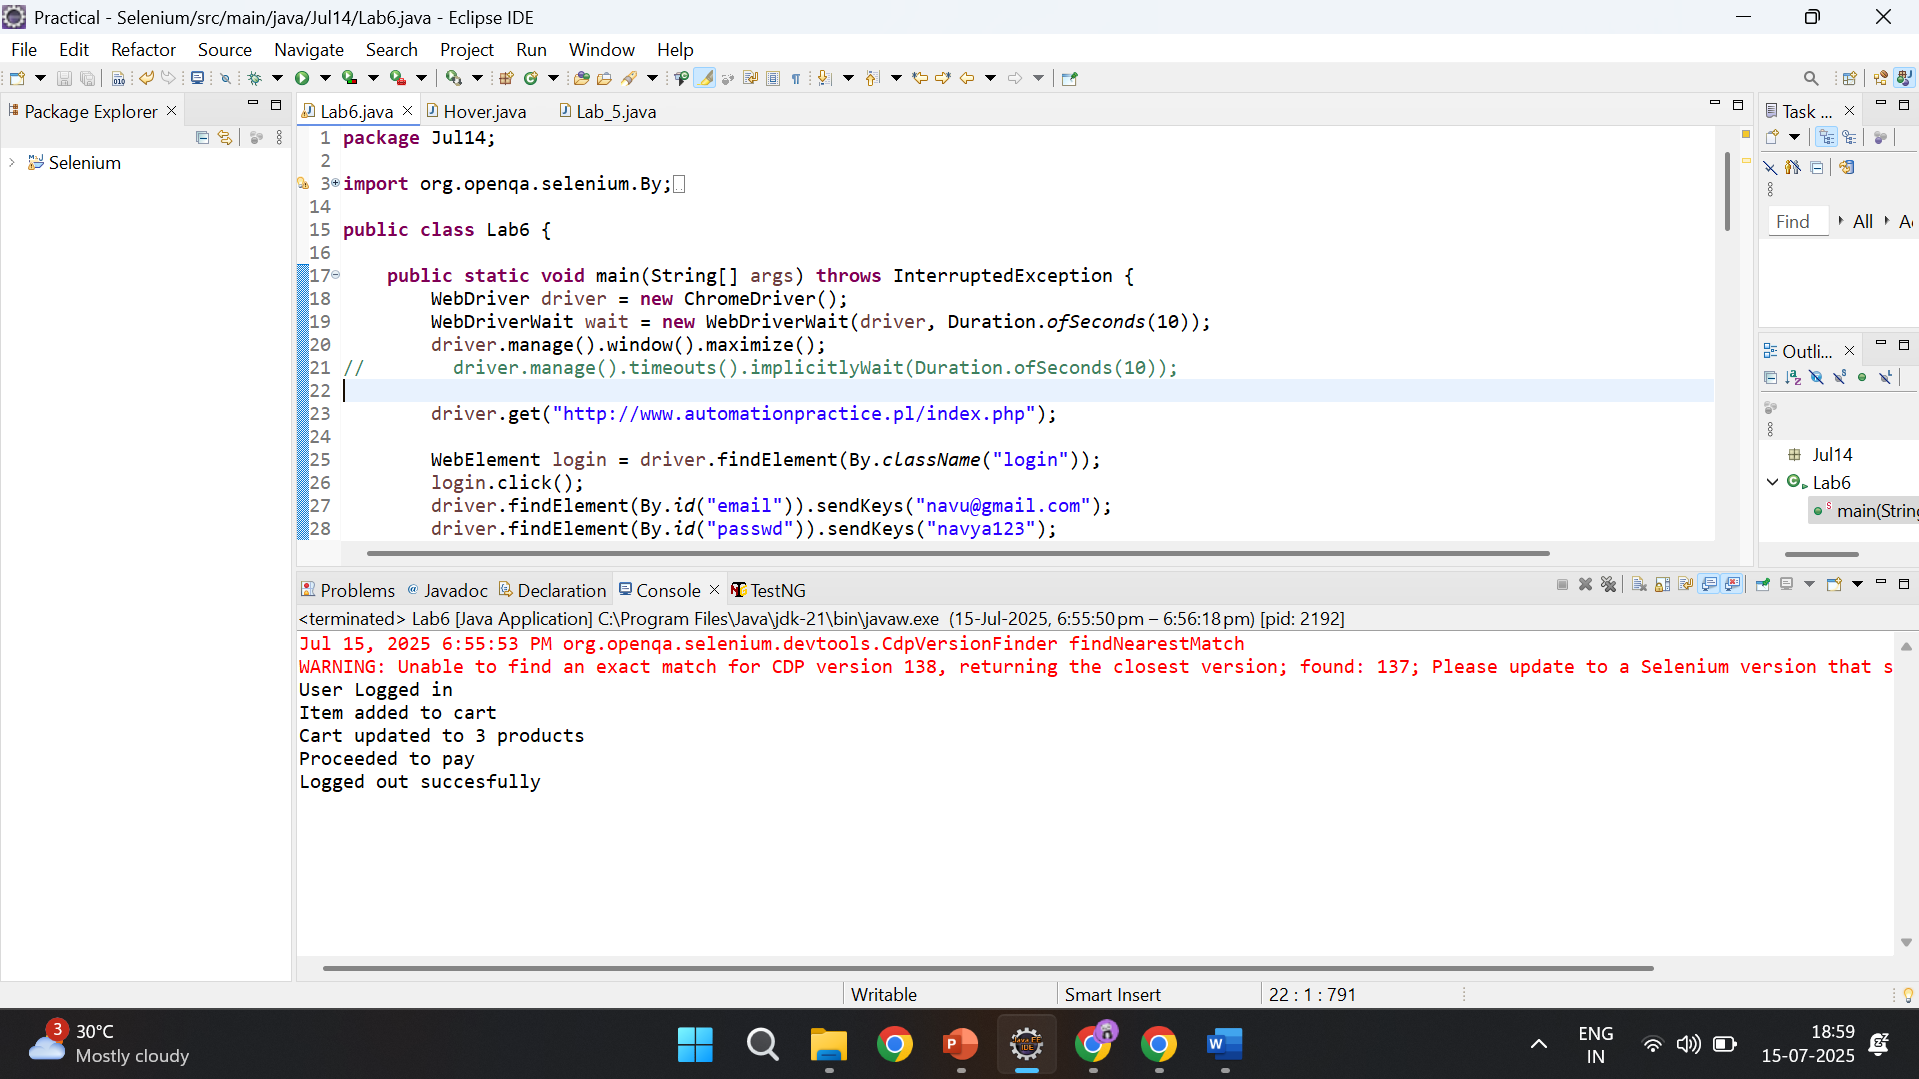 Practical - Selenium/src/main/java/Jul14/Lab6.java - Eclipse IDE
File Edit Refactor Source Navigate Search Project Run Window Help
Package Explorer
Selenium
Lab6.java Hover.java Lab_5.java
1 package Jul14;
2
3 import org.openqa.selenium.By;
14
15 public class Lab6 {
16
17 public static void main(String[] args) throws InterruptedException {
18 WebDriver driver = new ChromeDriver();
19 WebDriverWait wait = new WebDriverWait(driver, Duration.ofSeconds(10));
20 driver.manage().window().maximize();
21 // driver.manage().timeouts().implicitlyWait(Duration.ofSeconds(10));
22
23 driver.get("http://www.automationpractice.pl/index.php");
24
25 WebElement login = driver.findElement(By.className("login"));
26 login.click();
27 driver.findElement(By.id("email")).sendKeys("navu@gmail.com");
28 driver.findElement(By.id("passwd")).sendKeys("navya123");
Task ...
Find All A
Outli...
Jul14
Lab6
main(String
Problems Javadoc Declaration Console TestNG
<terminated> Lab6 [Java Application] C:\Program Files\Java\jdk-21\bin\javaw.exe (15-Jul-2025, 6:55:50 pm – 6:56:18 pm) [pid: 2192]
Jul 15, 2025 6:55:53 PM org.openqa.selenium.devtools.CdpVersionFinder findNearestMatch
WARNING: Unable to find an exact match for CDP version 138, returning the closest version; found: 137; Please update to a Selenium version that s
User Logged in
Item added to cart
Cart updated to 3 products
Proceeded to pay
Logged out succesfully
Writable Smart Insert 22 : 1 : 791
3
30°C
Mostly cloudy
ENG
IN
18:59
15-07-2025